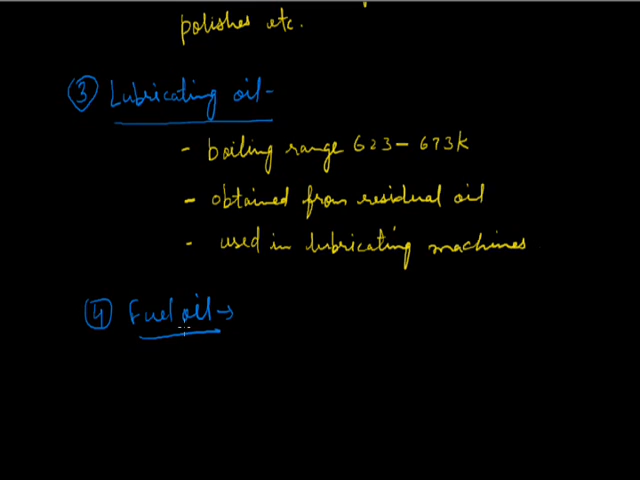 polishes etc.
③ Lubricating oil-
- boiling range 623 - 673K
- obtained from residual oil
- used in lubricating machines
④ Fuel oil →